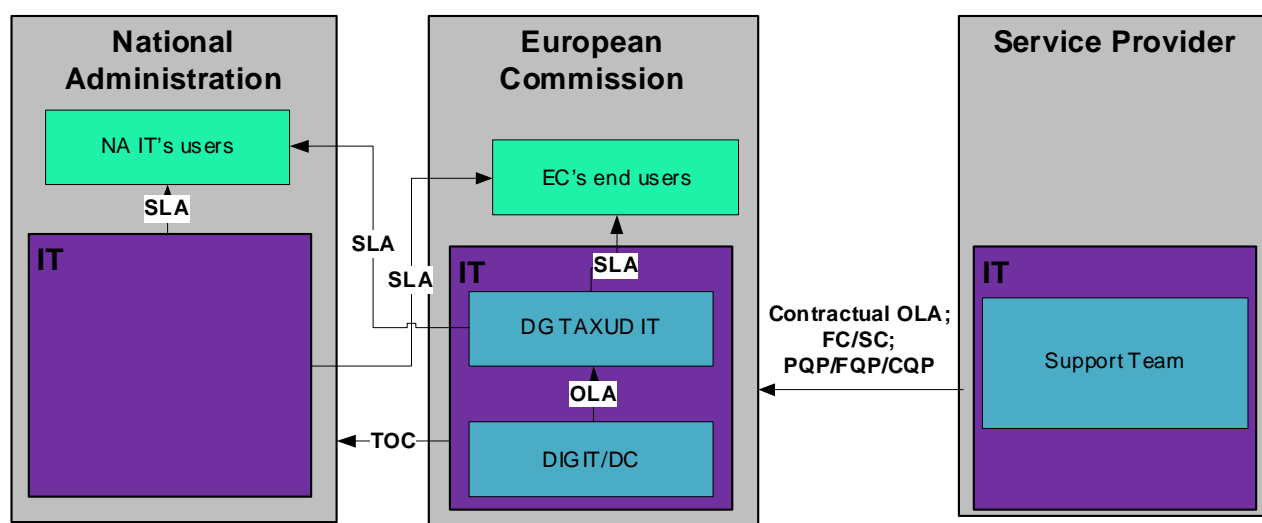 National
Administration
NA IT's users
SLA
IT
SLA
SLA
TOC
European
Commission
EC's end users
SLA
IT
DG TAXUD IT
OLA
DIGIT/DC
Contractual OLA;
FC/SC;
PQP/FQP/CQP
Service Provider
IT
Support Team